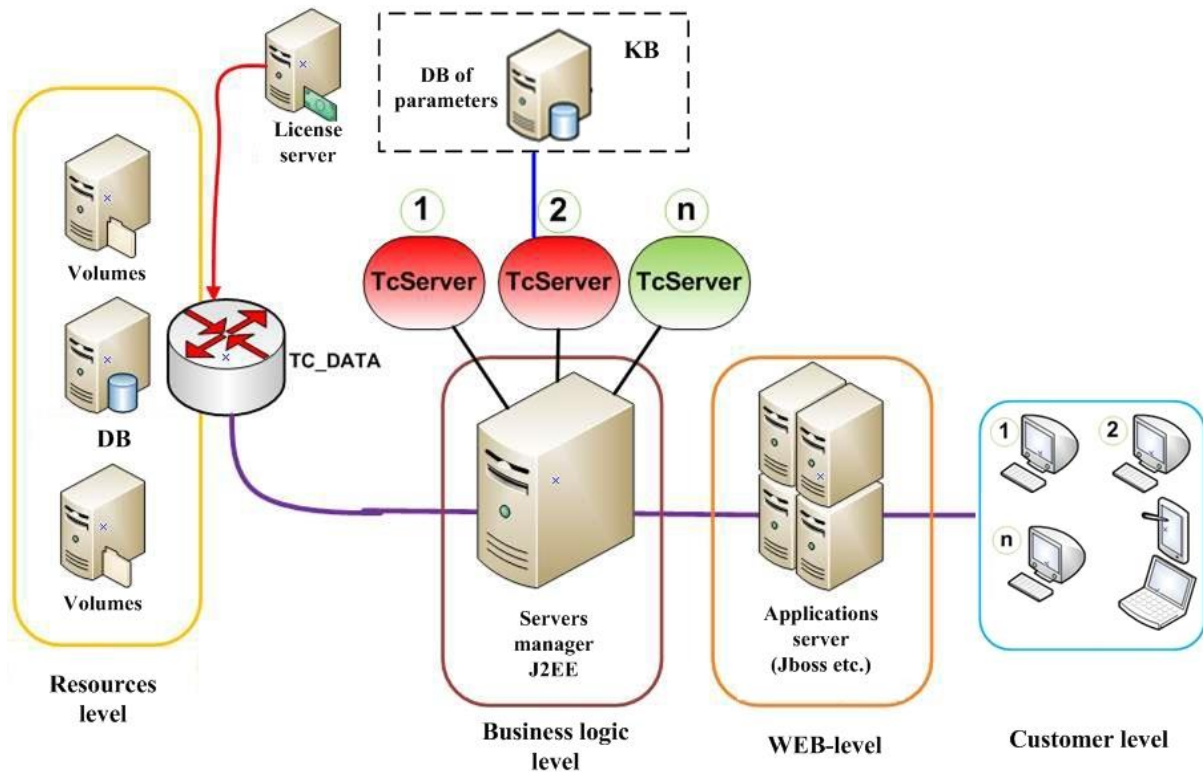 KB
DB of
parameters
License
server
1
2
n
TcServer
TcServer
TcServer
Volumes
DB
Volumes
TC_DATA
Resources
level
Servers
manager
J2EE
Business logic
level
Applications
server
(Jboss etc.)
WEB-level
1
2
n
Customer level